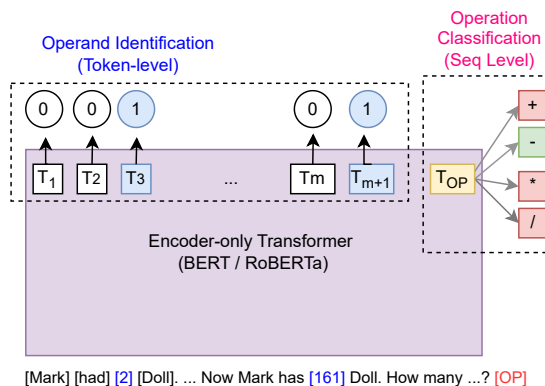 Operand Identification
(Token-level)
Operation
Classification
(Seq Level)
0 0 1 0 1
+
-
*
/
T1 T2 T3 ... Tm Tm+1 TOP
Encoder-only Transformer
(BERT / RoBERTa)
[Mark] [had] [2] [Doll]. ... Now Mark has [161] Doll. How many ...? [OP]